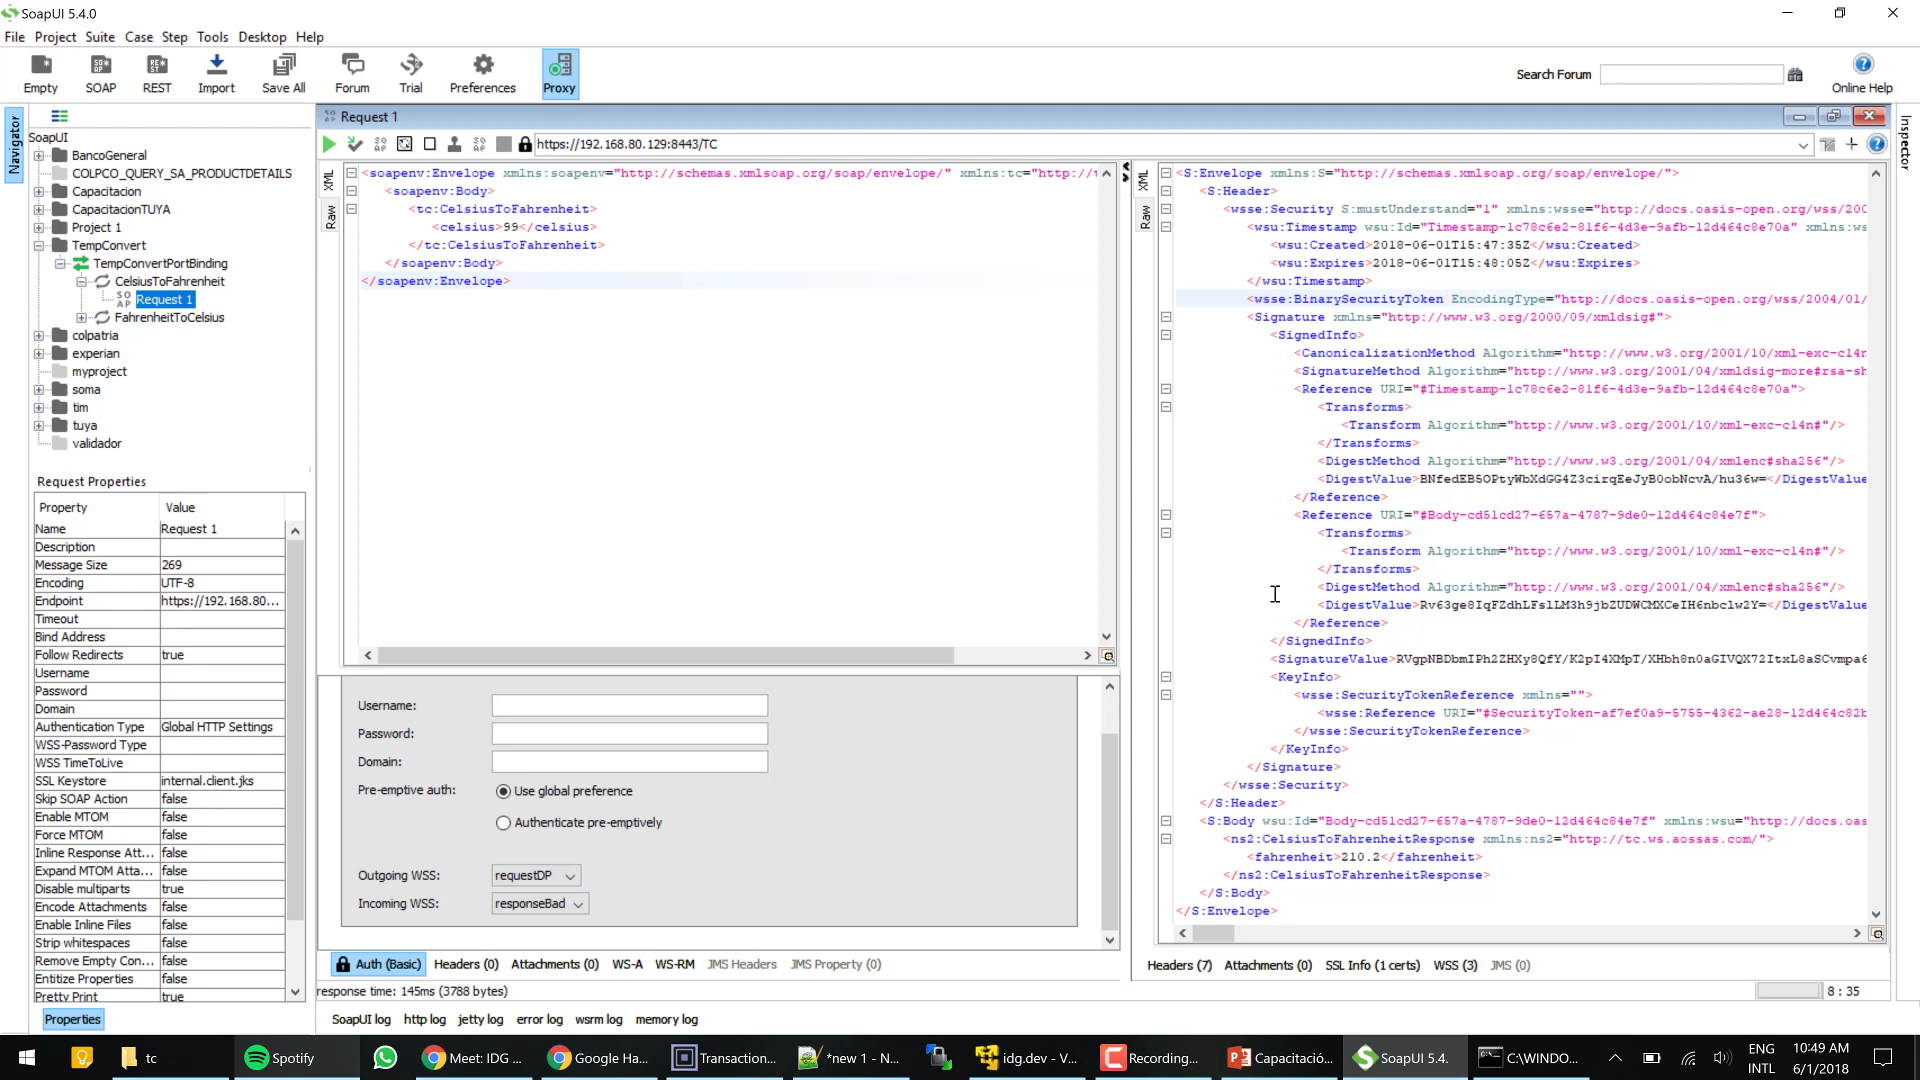 SoapUI 5.4.0
File Project Suite Case Step Tools Desktop Help
Empty SOAP REST Import Save All Forum Trial Preferences Proxy
Search Forum
Online Help
Navigator
SoapUI
BancoGeneral
COLPCO_QUERY_SA_PRODUCTDETAILS
Capacitacion
CapacitacionTUYA
Project 1
TempConvert
TempConvertPortBinding
CelsiusToFahrenheit
Request 1
FahrenheitToCelsius
colpatria
experian
myproject
soma
tim
tuya
validador
Request Properties
Property Value
Name Request 1
Description
Message Size 269
Encoding UTF-8
Endpoint https://192.168.80...
Timeout
Bind Address
Follow Redirects true
Username
Password
Domain
Authentication Type Global HTTP Settings
WSS-Password Type
WSS TimeToLive
SSL Keystore internal.client.jks
Skip SOAP Action false
Enable MTOM false
Force MTOM false
Inline Response Att... false
Expand MTOM Atta... false
Disable multiparts true
Encode Attachments false
Enable Inline Files false
Strip whitespaces false
Remove Empty Con... false
Entitize Properties false
Pretty Print true
Properties
Request 1
https://192.168.80.129:8443/TC
XML
Raw
<soapenv:Envelope xmlns:soapenv="http://schemas.xmlsoap.org/soap/envelope/" xmlns:tc="http://t
<soapenv:Body>
<tc:CelsiusToFahrenheit>
<celsius>99</celsius>
</tc:CelsiusToFahrenheit>
</soapenv:Body>
</soapenv:Envelope>
Username:
Password:
Domain:
Pre-emptive auth: Use global preference
Authenticate pre-emptively
Outgoing WSS: requestDP
Incoming WSS: responseBad
Auth (Basic) Headers (0) Attachments (0) WS-A WS-RM JMS Headers JMS Property (0)
response time: 145ms (3788 bytes)
SoapUI log http log jetty log error log wsrm log memory log
XML
Raw
<S:Envelope xmlns:S="http://schemas.xmlsoap.org/soap/envelope/">
<S:Header>
<wsse:Security S:mustUnderstand="1" xmlns:wsse="http://docs.oasis-open.org/wss/200
<wsu:Timestamp wsu:Id="Timestamp-1c78c6e2-81f6-4d3e-9afb-12d464c8e70a" xmlns:ws
<wsu:Created>2018-06-01T15:47:35Z</wsu:Created>
<wsu:Expires>2018-06-01T15:48:05Z</wsu:Expires>
</wsu:Timestamp>
<wsse:BinarySecurityToken EncodingType="http://docs.oasis-open.org/wss/2004/01/
<Signature xmlns="http://www.w3.org/2000/09/xmldsig#">
<SignedInfo>
<CanonicalizationMethod Algorithm="http://www.w3.org/2001/10/xml-exc-c14n
<SignatureMethod Algorithm="http://www.w3.org/2001/04/xmldsig-more#rsa-sh
<Reference URI="#Timestamp-1c78c6e2-81f6-4d3e-9afb-12d464c8e70a">
<Transforms>
<Transform Algorithm="http://www.w3.org/2001/10/xml-exc-c14n#"/>
</Transforms>
<DigestMethod Algorithm="http://www.w3.org/2001/04/xmlenc#sha256"/>
<DigestValue>BNfedEB5OPtyWbXdGG4Z3cirqEeJyB0obNcvA/hu36w=</DigestValue
</Reference>
<Reference URI="#Body-cd51cd27-657a-4787-9de0-12d464c84e7f">
<Transforms>
<Transform Algorithm="http://www.w3.org/2001/10/xml-exc-c14n#"/>
</Transforms>
<DigestMethod Algorithm="http://www.w3.org/2001/04/xmlenc#sha256"/>
<DigestValue>Rv63ge8IqFZdhLFslLM3h9jbZUDWCMXCeIH6nbclw2Y=</DigestValue
</Reference>
</SignedInfo>
<SignatureValue>RVgpNBDbmIPh2ZHXy8QfY/K2pI4XMpT/XHbh8n0aGIVQX72ItxL8aSCvmpa6
<KeyInfo>
<wsse:SecurityTokenReference xmlns="">
<wsse:Reference URI="#SecurityToken-af7ef0a9-5755-4362-ae28-12d464c82b
</wsse:SecurityTokenReference>
</KeyInfo>
</Signature>
</wsse:Security>
</S:Header>
<S:Body wsu:Id="Body-cd51cd27-657a-4787-9de0-12d464c84e7f" xmlns:wsu="http://docs.oas
<ns2:CelsiusToFahrenheitResponse xmlns:ns2="http://tc.ws.aossas.com/">
<fahrenheit>210.2</fahrenheit>
</ns2:CelsiusToFahrenheitResponse>
</S:Body>
</S:Envelope>
Headers (7) Attachments (0) SSL Info (1 certs) WSS (3) JMS (0)
8 : 35
Inspector
tc Spotify Meet: IDG ... Google Ha... Transaction... *new 1 - N... idg.dev - V... Recording... Capacitació... SoapUI 5.4. C:\WINDO...
ENG
INTL
10:49 AM
6/1/2018